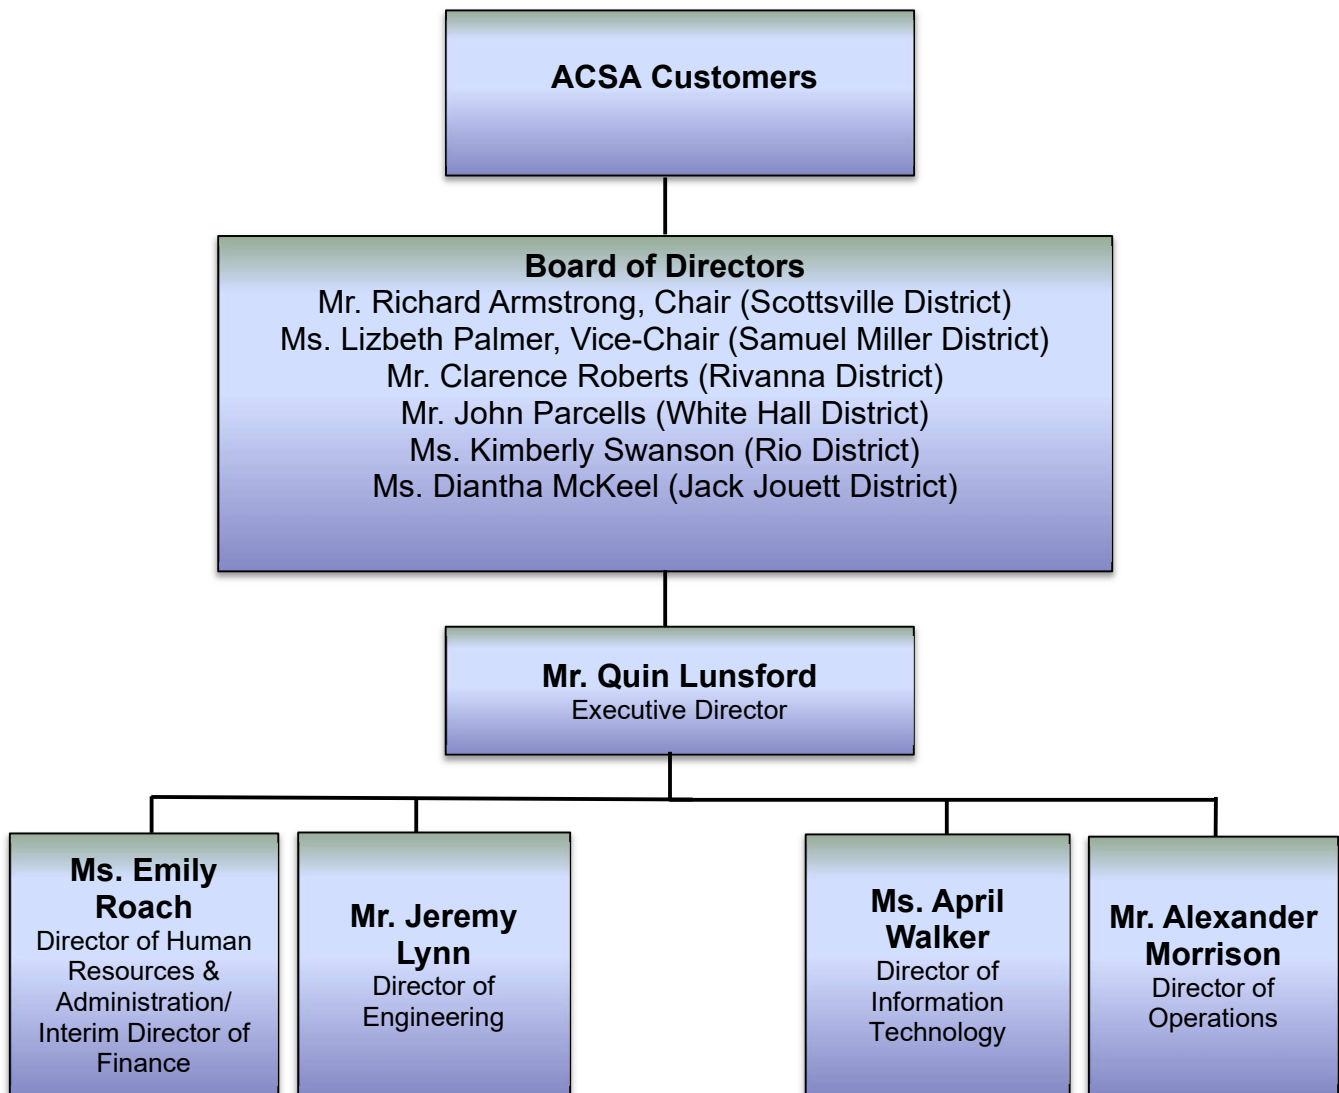 ACSA Customers
Board of Directors
Mr. Richard Armstrong, Chair (Scottsville District)
Ms. Lizbeth Palmer, Vice-Chair (Samuel Miller District)
Mr. Clarence Roberts (Rivanna District)
Mr. John Parcells (White Hall District)
Ms. Kimberly Swanson (Rio District)
Ms. Diantha McKeel (Jack Jouett District)
Mr. Quin Lunsford
Executive Director
Ms. Emily
Roach
Director of Human
Resources &
Administration/
Interim Director of
Finance
Mr. Jeremy
Lynn
Director of
Engineering
Ms. April
Walker
Director of
Information
Technology
Mr. Alexander
Morrison
Director of
Operations